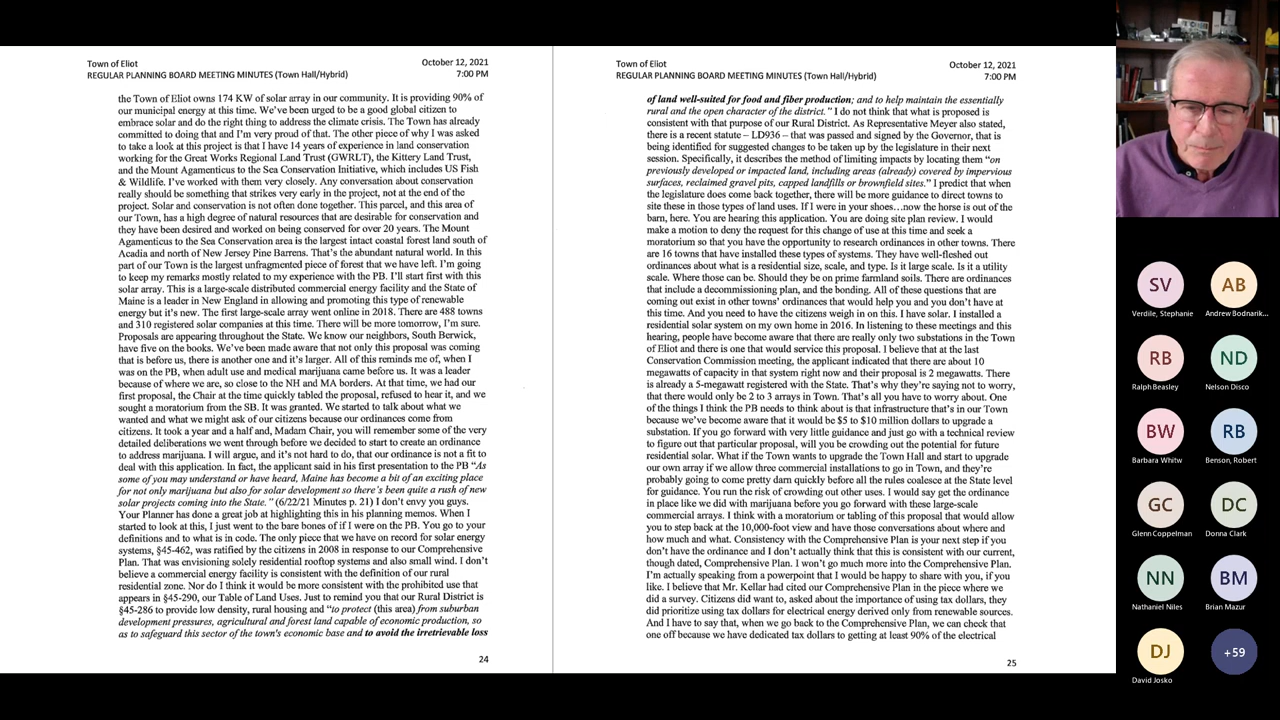 Town of Eliot
October 12, 2021
REGULAR PLANNING BOARD MEETING MINUTES (Town Hall/Hybrid)
7:00 PM
the Town of Eliot owns 174 KW of solar array in our community. It is providing 90% of
our municipal energy at this time. We've been urged to be a good global citizen to
embrace solar and do the right thing to address the climate crisis. The Town has already
committed to doing that and I'm very proud of that. The other piece of why I was asked
to take a look at this project is that I have 14 years of experience in land conservation
working for the Great Works Regional Land Trust (GWRLT), the Kittery Land Trust,
and the Mount Agamenticus to the Sea Conservation Initiative, which includes US Fish
& Wildlife. I've worked with them very closely. Any conversation about conservation
really should be something that strikes very early in the project, not at the end of the
project. Solar and conservation is not often done together. This parcel, and this area of
our Town, has a high degree of natural resources that are desirable for conservation and
they have been desired and worked on being conserved for over 20 years. The Mount
Agamenticus to the Sea Conservation area is the largest intact coastal forest land south of
Acadia and north of New Jersey Pine Barrens. That's the abundant natural world. In this
part of our Town is the largest unfragmented piece of forest that we have left. I'm going
to keep my remarks mostly related to my experience with the PB. I'll start first with this
solar array. This is a large-scale distributed commercial energy facility and the State of
Maine is a leader in New England in allowing and promoting this type of renewable
energy but it's new. The first large-scale array went online in 2018. There are 488 towns
and 310 registered solar companies at this time. There will be more tomorrow, I'm sure.
Proposals are appearing throughout the State. We know our neighbors, South Berwick,
have five on the books. We've been made aware that not only this proposal was coming
that is before us, there is another one and it's larger. All of this reminds me of, when I
was on the PB, when adult use and medical marijuana came before us. It was a leader
because of where we are, so close to the NH and MA borders. At that time, we had our
first proposal, the Chair at the time quickly tabled the proposal, refused to hear it, and we
sought a moratorium from the SB. It was granted. We started to talk about what we
wanted and what we might ask of our citizens because our ordinances come from
citizens. It took a year and a half and, Madam Chair, you will remember some of the very
detailed deliberations we went through before we decided to start to create an ordinance
to address marijuana. I will argue, and it's not hard to do, that our ordinance is not a fit to
deal with this application. In fact, the applicant said in his first presentation to the PB "As
some of you may understand or have heard, Maine has become a bit of an exciting place
for not only marijuana but also for solar development so there's been quite a rush of new
solar projects coming into the State." (6/22/21 Minutes p. 21) I don't envy you guys.
Your Planner has done a great job at highlighting this in his planning memos. When I
started to look at this, I just went to the bare bones of if I were on the PB. You go to your
definitions and to what is in code. The only piece that we have on record for solar energy
systems, §45-462, was ratified by the citizens in 2008 in response to our Comprehensive
Plan. That was envisioning solely residential rooftop systems and also small wind. I don't
believe a commercial energy facility is consistent with the definition of our rural
residential zone. Nor do I think it would be more consistent with the prohibited use that
appears in §45-290, our Table of Land Uses. Just to remind you that our Rural District is
§45-286 to provide low density, rural housing and "to protect (this area) from suburban
development pressures, agricultural and forest land capable of economic production, so
as to safeguard this sector of the town's economic base and to avoid the irretrievable loss
24
Town of Eliot
October 12, 2021
REGULAR PLANNING BOARD MEETING MINUTES (Town Hall/Hybrid)
7:00 PM
of land well-suited for food and fiber production; and to help maintain the essentially
rural and the open character of the district." I do not think that what is proposed is
consistent with that purpose of our Rural District. As Representative Meyer also stated,
there is a recent statute – LD936 – that was passed and signed by the Governor, that is
being identified for suggested changes to be taken up by the legislature in their next
session. Specifically, it describes the method of limiting impacts by locating them "on
previously developed or impacted land, including areas (already) covered by impervious
surfaces, reclaimed gravel pits, capped landfills or brownfield sites." I predict that when
the legislature does come back together, there will be more guidance to direct towns to
site these in those types of land uses. If I were in your shoes…now the horse is out of the
barn, here. You are hearing this application. You are doing site plan review. I would
make a motion to deny the request for this change of use at this time and seek a
moratorium so that you have the opportunity to research ordinances in other towns. There
are 16 towns that have installed these types of systems. They have well-fleshed out
ordinances about what is a residential size, scale, and type. Is it large scale. Is it a utility
scale. Where those can be. Should they be on prime farmland soils. There are ordinances
that include a decommissioning plan, and the bonding. All of these questions that are
coming out exist in other towns' ordinances that would help you and you don't have at
this time. And you need to have the citizens weigh in on this. I have solar. I installed a
residential solar system on my own home in 2016. In listening to these meetings and this
hearing, people have become aware that there are really only two substations in the Town
of Eliot and there is one that would service this proposal. I believe that at the last
Conservation Commission meeting, the applicant indicated that there are about 10
megawatts of capacity in that system right now and their proposal is 2 megawatts. There
is already a 5-megawatt registered with the State. That's why they're saying not to worry,
that there would only be 2 to 3 arrays in Town. That's all you have to worry about. One
of the things I think the PB needs to think about is that infrastructure that's in our Town
because we've become aware that it would be $5 to $10 million dollars to upgrade a
substation. If you go forward with very little guidance and just go with a technical review
to figure out that particular proposal, will you be crowding out the potential for future
residential solar. What if the Town wants to upgrade the Town Hall and start to upgrade
our own array if we allow three commercial installations to go in Town, and they're
probably going to come pretty darn quickly before all the rules coalesce at the State level
for guidance. You run the risk of crowding out other uses. I would say get the ordinance
in place like we did with marijuana before you go forward with these large-scale
commercial arrays. I think with a moratorium or tabling of this proposal that would allow
you to step back at the 10,000-foot view and have those conversations about where and
how much and what. Consistency with the Comprehensive Plan is your next step if you
don't have the ordinance and I don't actually think that this is consistent with our current,
though dated, Comprehensive Plan. I won't go much more into the Comprehensive Plan.
I'm actually speaking from a powerpoint that I would be happy to share with you, if you
like. I believe that Mr. Kellar had cited our Comprehensive Plan in the piece where we
did a survey. Citizens did want to, asked about the importance of using tax dollars, they
did prioritize using tax dollars for electrical energy derived only from renewable sources.
And I have to say that, when we go back to the Comprehensive Plan, we can check that
one off because we have dedicated tax dollars to getting at least 90% of the electrical
25
SV
Verdile, Stephanie
AB
Andrew Bodnarik...
RB
Ralph Beasley
ND
Nelson Disco
BW
Barbara Whitw
RB
Benson, Robert
GC
Glenn Coppelman
DC
Donna Clark
NN
Nathaniel Niles
BM
Brian Mazur
DJ
David Josko
+59